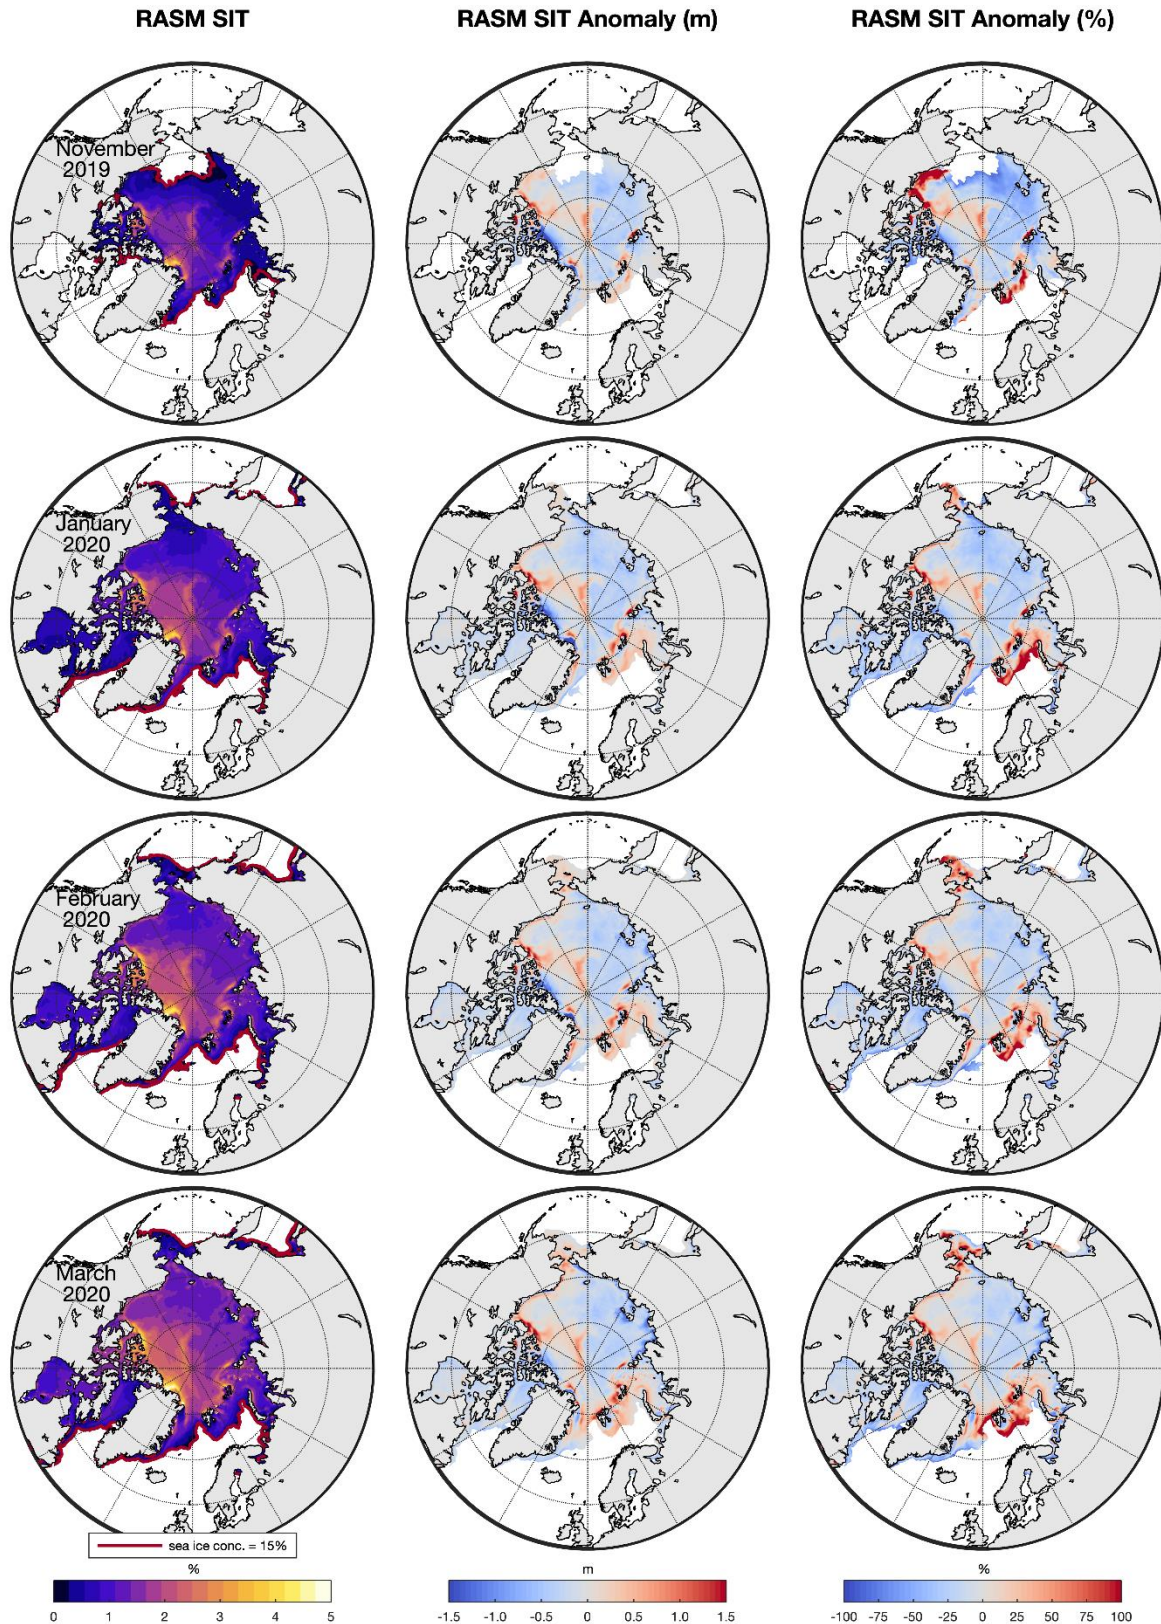 RASM SIT
RASM SIT Anomaly (m)
RASM SIT Anomaly (%)
November
2019
January
2020
February
2020
March
2020
sea ice conc. = 15%
%
m
%
0 1 2 3 4 5
-1.5 -1.0 -0.5 0 0.5 1.0 1.5
-100 -75 -50 -25 0 25 50 75 100